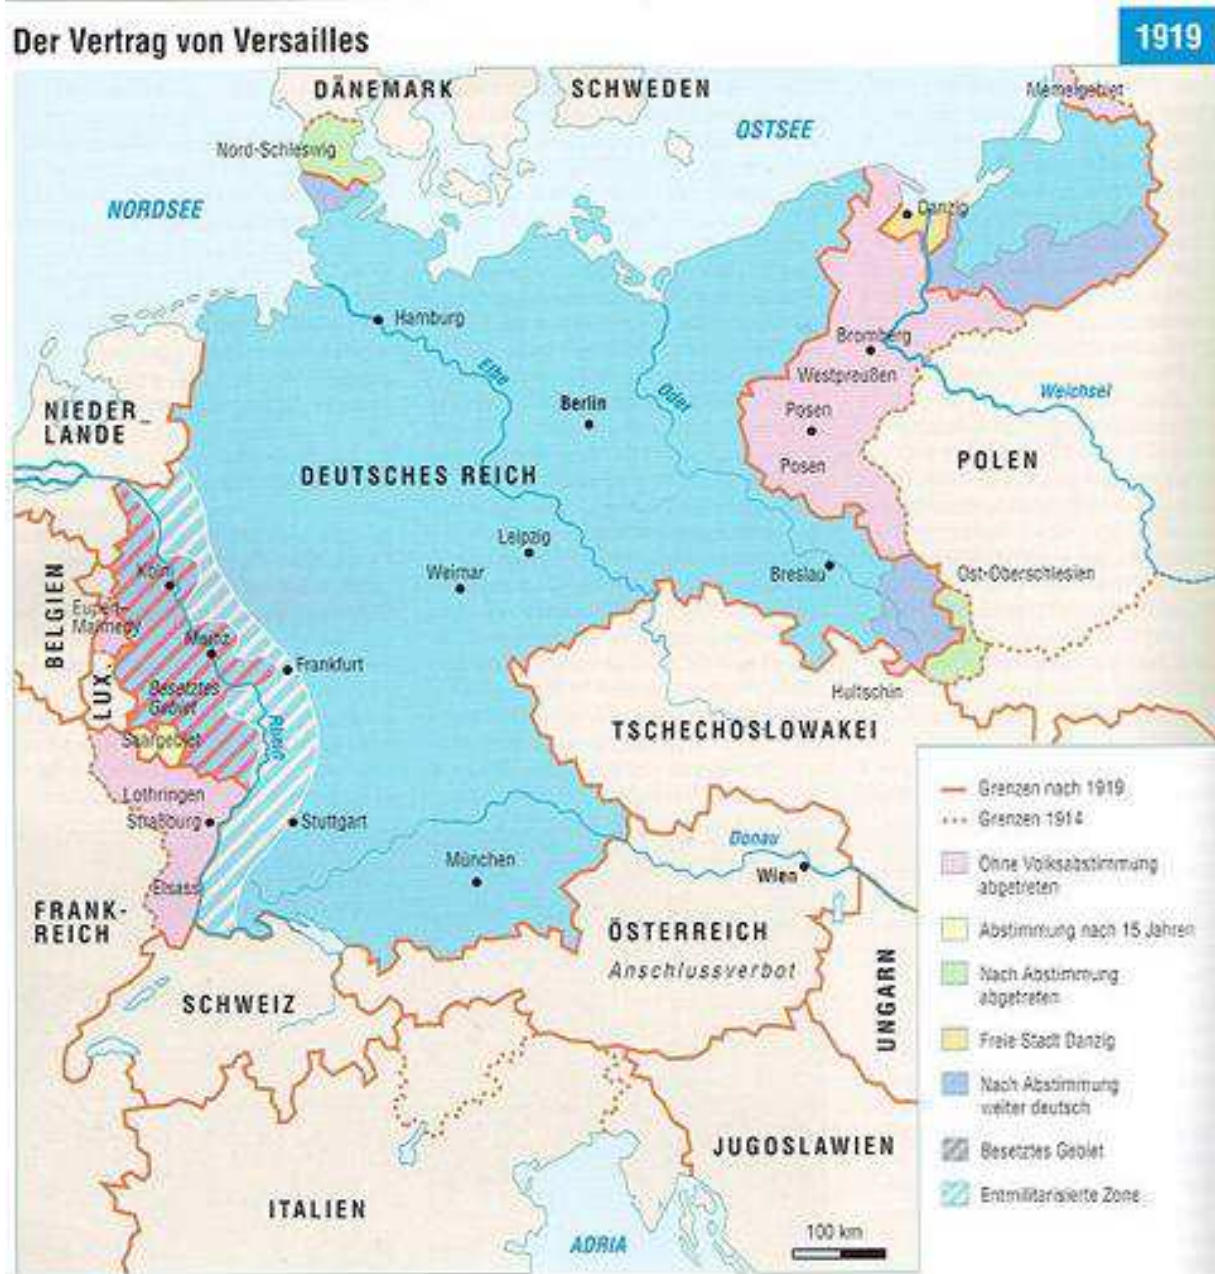 Der Vertrag von Versailles
1919
DÄNEMARK
SCHWEDEN
Memelgebiet
OSTSEE
Nord-Schleswig
NORDSEE
Danzig
Hamburg
Elbe
Oder
Bromberg
Westpreußen
Weichsel
Berlin
Posen
NIEDER_
LANDE
Posen
POLEN
DEUTSCHES REICH
Leipzig
Weimar
Breslau
Ost-Oberschlesien
Köln
BELGIEN
Eupen-
Malmedy
Mainz
Frankfurt
LUX.
Besetztes
Gebiet
Hultschin
Rhein
TSCHECHOSLOWAKEI
Saargebiet
Lothringen
Straßburg
Stuttgart
Donau
München
Wien
Elsass
FRANK-
REICH
ÖSTERREICH
Anschlussverbot
SCHWEIZ
UNGARN
JUGOSLAWIEN
ITALIEN
ADRIA
100 km
Grenzen nach 1919
Grenzen 1914
Ohne Volksabstimmung
abgetreten
Abstimmung nach 15 Jahren
Nach Abstimmung
abgetreten
Freie Stadt Danzig
Nach Abstimmung
weiter deutsch
Besetztes Gebiet
Entmilitarisierte Zone